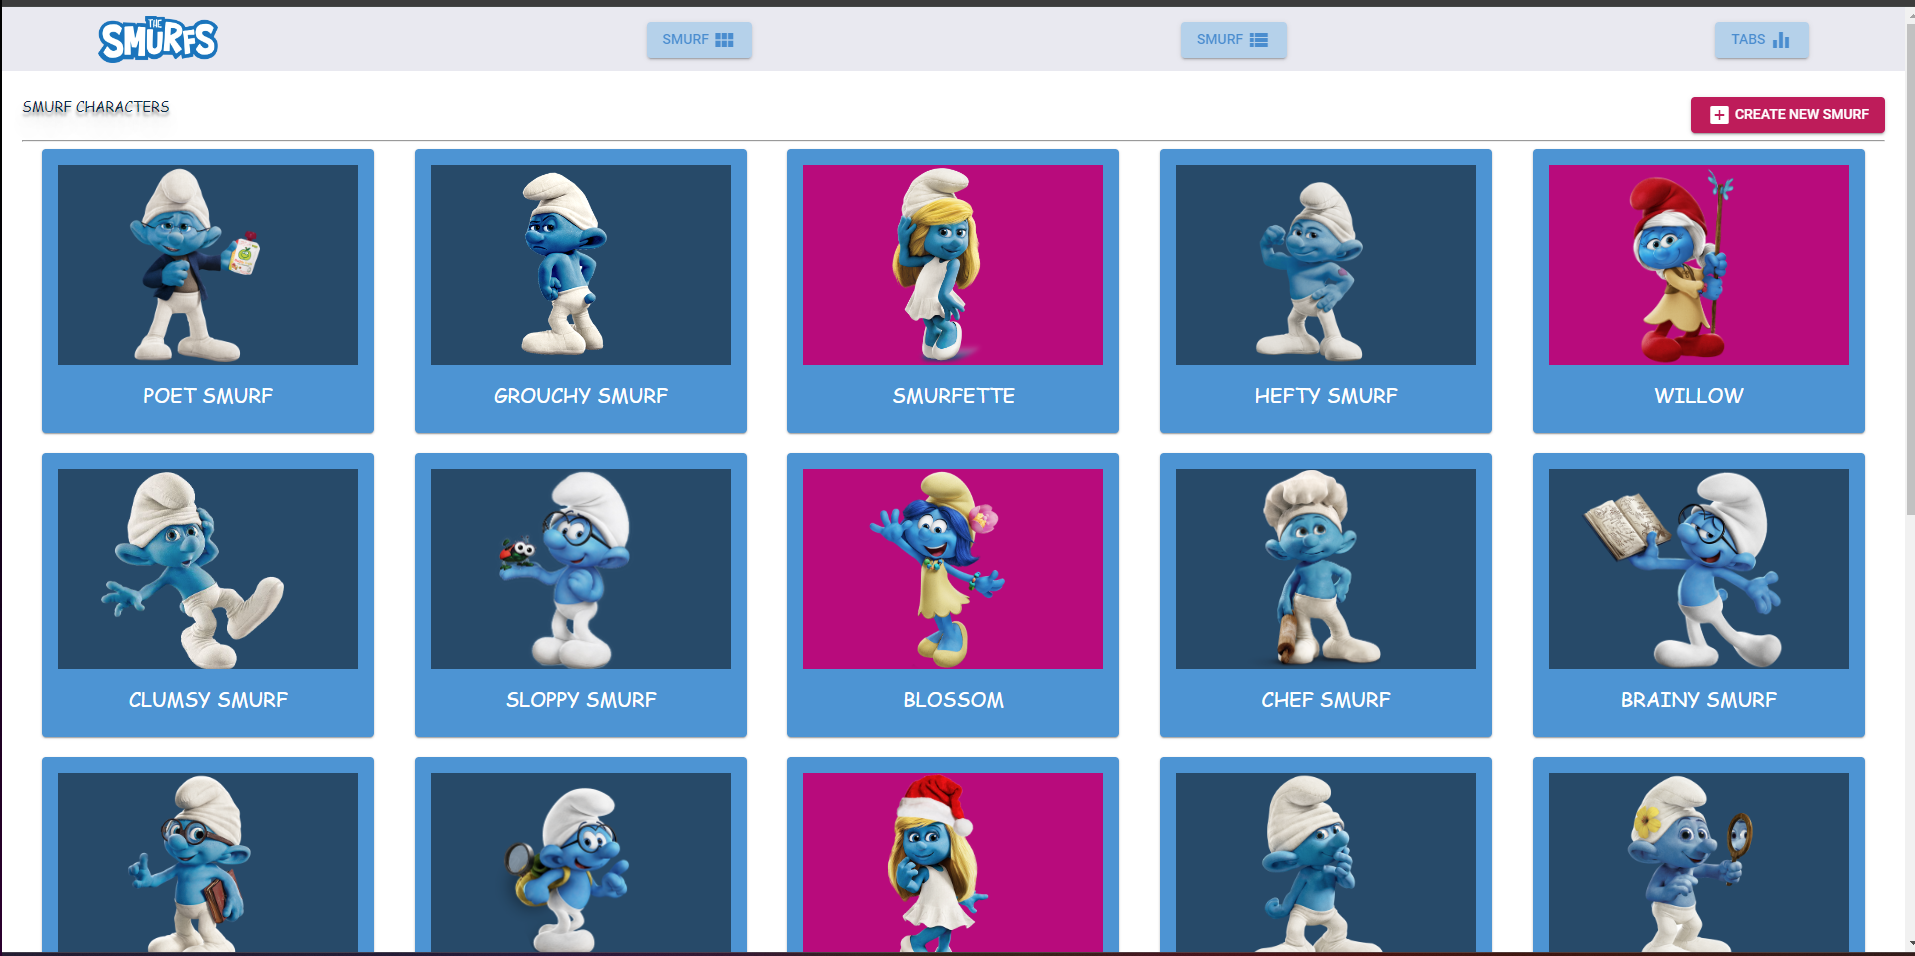 THE
SMURFS
SMURF
SMURF
TABS
SMURF CHARACTERS
CREATE NEW SMURF
POET SMURF
GROUCHY SMURF
SMURFETTE
HEFTY SMURF
WILLOW
CLUMSY SMURF
SLOPPY SMURF
BLOSSOM
CHEF SMURF
BRAINY SMURF